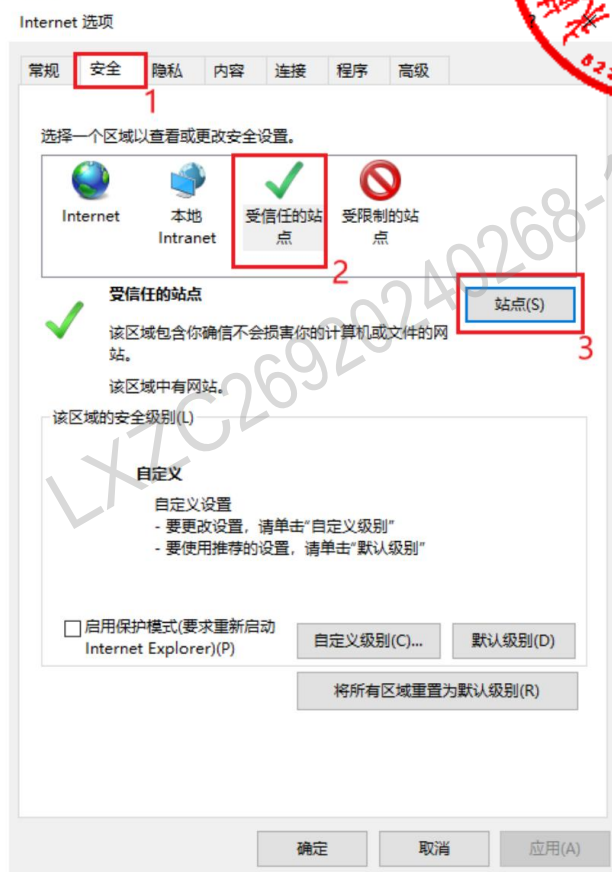 Internet 选项
常规 安全 隐私 内容 连接 程序 高级
1
选择一个区域以查看或更改安全设置。
Internet
本地
Intranet
受信任的站
点
受限制的站
点
2
受信任的站点
站点(S)
3
该区域包含你确信不会损害你的计算机或文件的网
站。
该区域中有网站。
该区域的安全级别(L)
自定义
自定义设置
- 要更改设置，请单击“自定义级别”
- 要使用推荐的设置，请单击“默认级别”
启用保护模式(要求重新启动
Internet Explorer)(P)
自定义级别(C)...
默认级别(D)
将所有区域重置为默认级别(R)
确定 取消 应用(A)
LXZC26920240268-